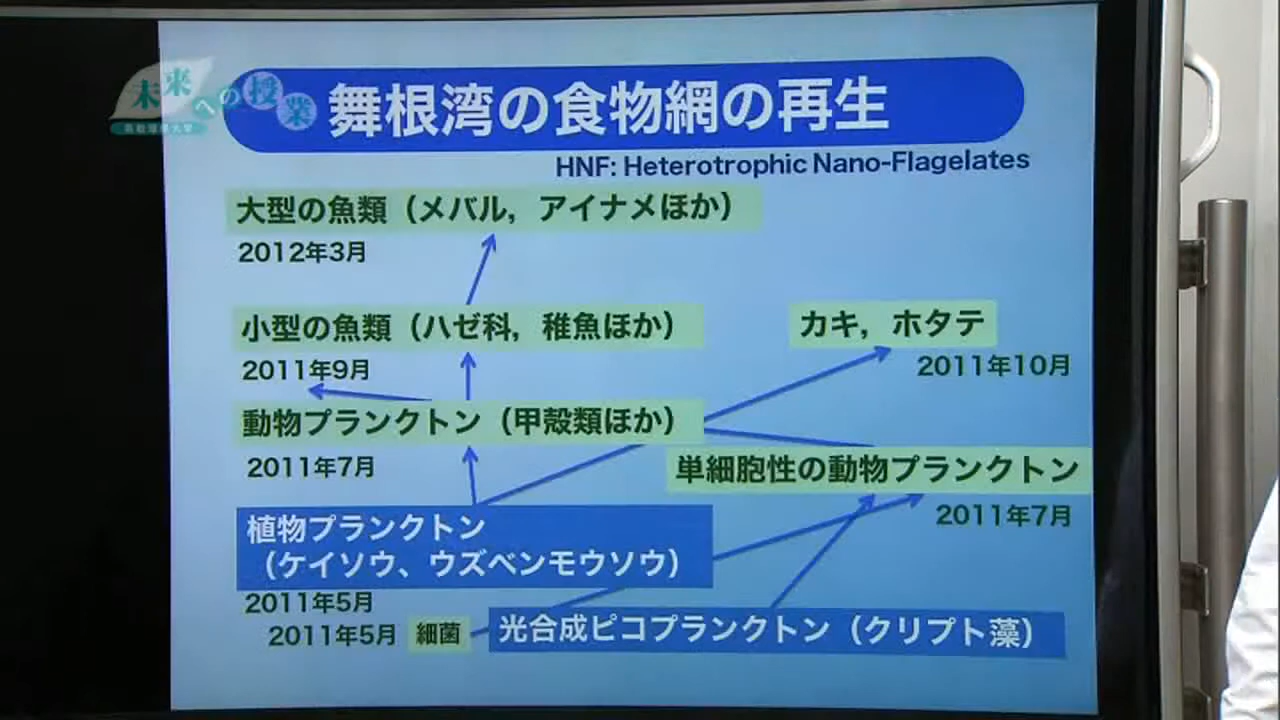 未来への授業
舞根湾の食物網の再生
HNF: Heterotrophic Nano-Flagelates
大型の魚類（メバル，アイナメほか）
2012年3月
小型の魚類（ハゼ科，稚魚ほか）
カキ，ホタテ
2011年9月
2011年10月
動物プランクトン（甲殻類ほか）
2011年7月
単細胞性の動物プランクトン
2011年7月
植物プランクトン
（ケイソウ、ウズベンモウソウ）
2011年5月
2011年5月 細菌
光合成ピコプランクトン（クリプト藻）